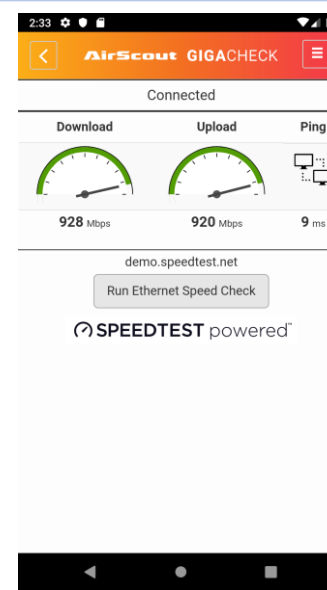 2:33
AirScout GIGACHECK
Connected
Download Upload Ping
928 Mbps 920 Mbps 9 ms
demo.speedtest.net
Run Ethernet Speed Check
SPEEDTEST powered™